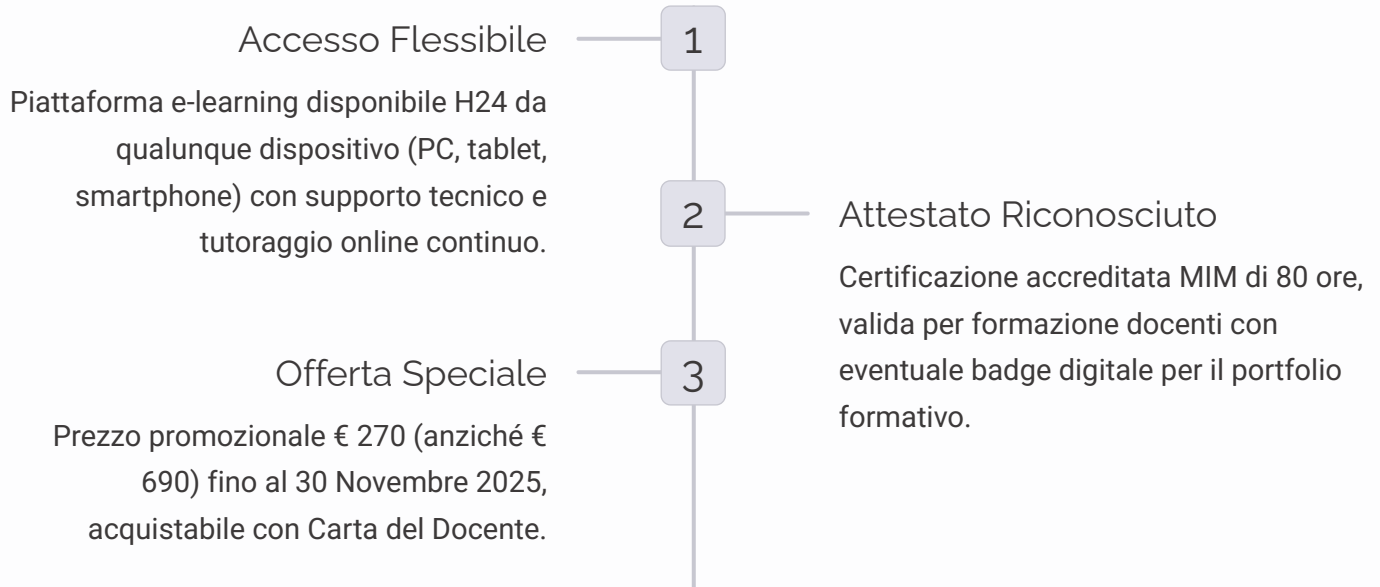 1
Accesso Flessibile
Piattaforma e-learning disponibile H24 da
qualunque dispositivo (PC, tablet,
smartphone) con supporto tecnico e
tutoraggio online continuo.
2
Attestato Riconosciuto
Certificazione accreditata MIM di 80 ore,
valida per formazione docenti con
eventuale badge digitale per il portfolio
formativo.
3
Offerta Speciale
Prezzo promozionale € 270 (anziché €
690) fino al 30 Novembre 2025,
acquistabile con Carta del Docente.